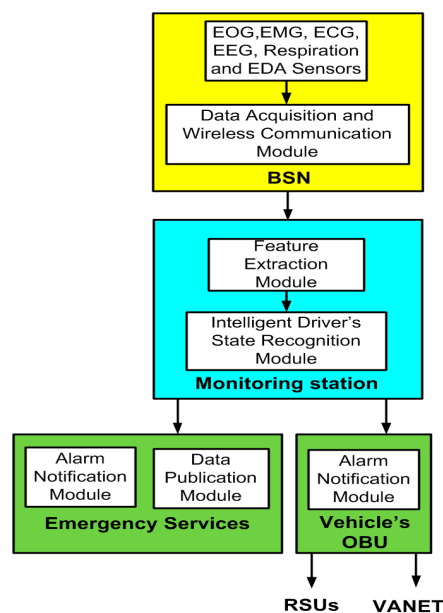 EOG,EMG, ECG,
EEG, Respiration
and EDA Sensors
Data Acquisition and
Wireless Communication
Module
BSN
Feature
Extraction
Module
Intelligent Driver's
State Recognition
Module
Monitoring station
Alarm
Notification
Module
Data
Publication
Module
Emergency Services
Alarm
Notification
Module
Vehicle's
OBU
RSUs
VANET